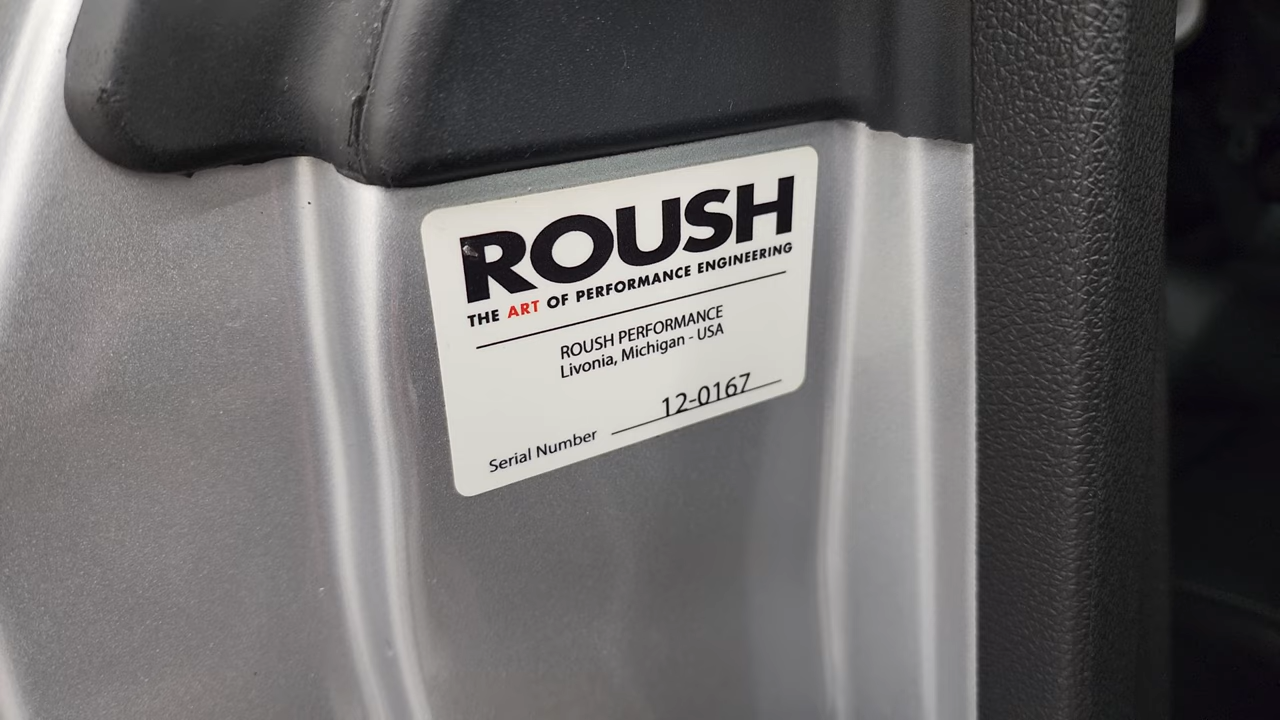 ROUSH
THE ART OF PERFORMANCE ENGINEERING
ROUSH PERFORMANCE
Livonia, Michigan - USA
Serial Number 12-0167